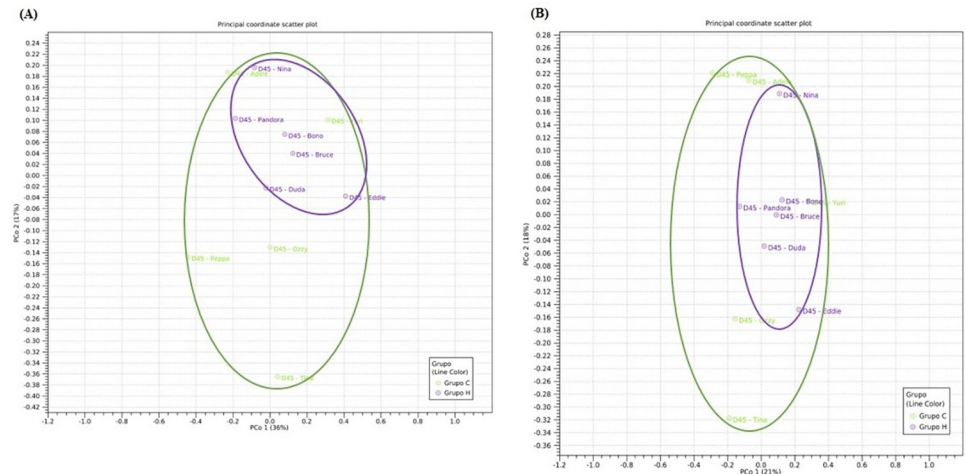 (A)
Principal coordinate scatter plot
0.24
0.22
0.20
0.18
0.16
0.14
0.12
0.10
0.08
0.06
0.04
0.02
-0.00
-0.02
-0.04
-0.06
-0.08
-0.10
-0.12
-0.14
-0.16
-0.18
-0.20
-0.22
-0.24
-0.26
-0.28
-0.30
-0.32
-0.34
-0.36
-0.38
-0.40
-0.42
PCo 2 (17%)
D45 - Nina
D45 - Pandora
D45 -
D45 - Bono
D45 - Bruce
D45 - Duda
D45 - Eddie
D45 - Ozzy
D45 - Peppa
D45 - Tina
Grupo
(Line Color)
Grupo C
Grupo H
-1.2 -1.0 -0.8 -0.6 -0.4 -0.2 0.0 0.2 0.4 0.6 0.8 1.0
PCo 1 (36%)
(B)
Principal coordinate scatter plot
0.28
0.26
0.24
0.22
0.20
0.18
0.16
0.14
0.12
0.10
0.08
0.06
0.04
0.02
0.00
-0.02
-0.04
-0.06
-0.08
-0.10
-0.12
-0.14
-0.16
-0.18
-0.20
-0.22
-0.24
-0.26
-0.28
-0.30
-0.32
-0.34
-0.36
PCo 2 (18%)
D45 - Peppa
D45 -
D45 - Nina
D45 - Bono
Yuri
D45 - Pandora
D45 - Bruce
D45 - Duda
D45 - Eddie
D45 - Ozzy
D45 - Tina
Grupo
(Line Color)
Grupo C
Grupo H
-1.2 -1.0 -0.8 -0.6 -0.4 -0.2 0.0 0.2 0.4 0.6 0.8 1.0
PCo 1 (21%)